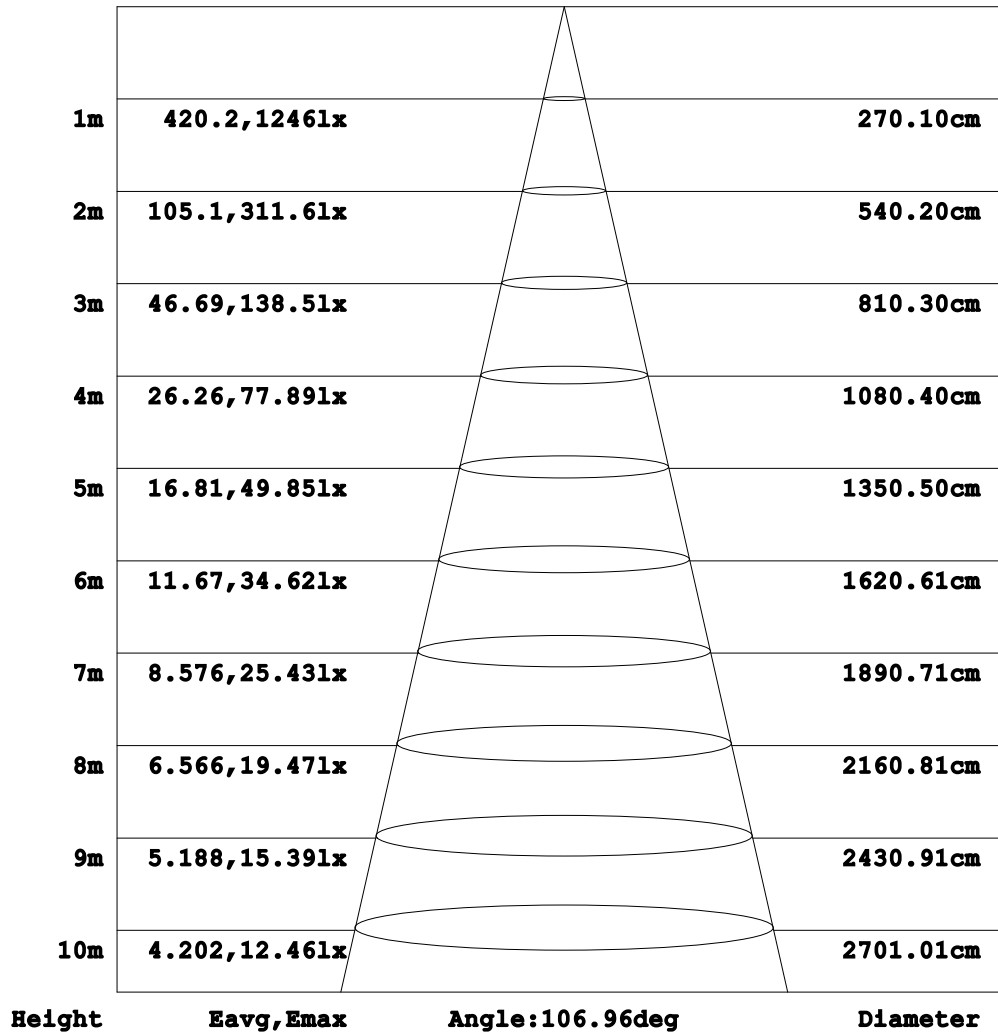 1m 420.2,1246lx 270.10cm
2m 105.1,311.6lx 540.20cm
3m 46.69,138.5lx 810.30cm
4m 26.26,77.89lx 1080.40cm
5m 16.81,49.85lx 1350.50cm
6m 11.67,34.62lx 1620.61cm
7m 8.576,25.43lx 1890.71cm
8m 6.566,19.47lx 2160.81cm
9m 5.188,15.39lx 2430.91cm
10m 4.202,12.46lx 2701.01cm
Height Eavg,Emax Angle:106.96deg Diameter